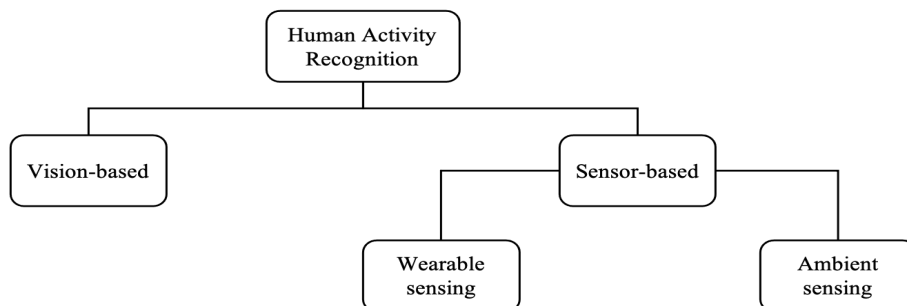 Human Activity
Recognition
Vision-based
Sensor-based
Wearable
sensing
Ambient
sensing